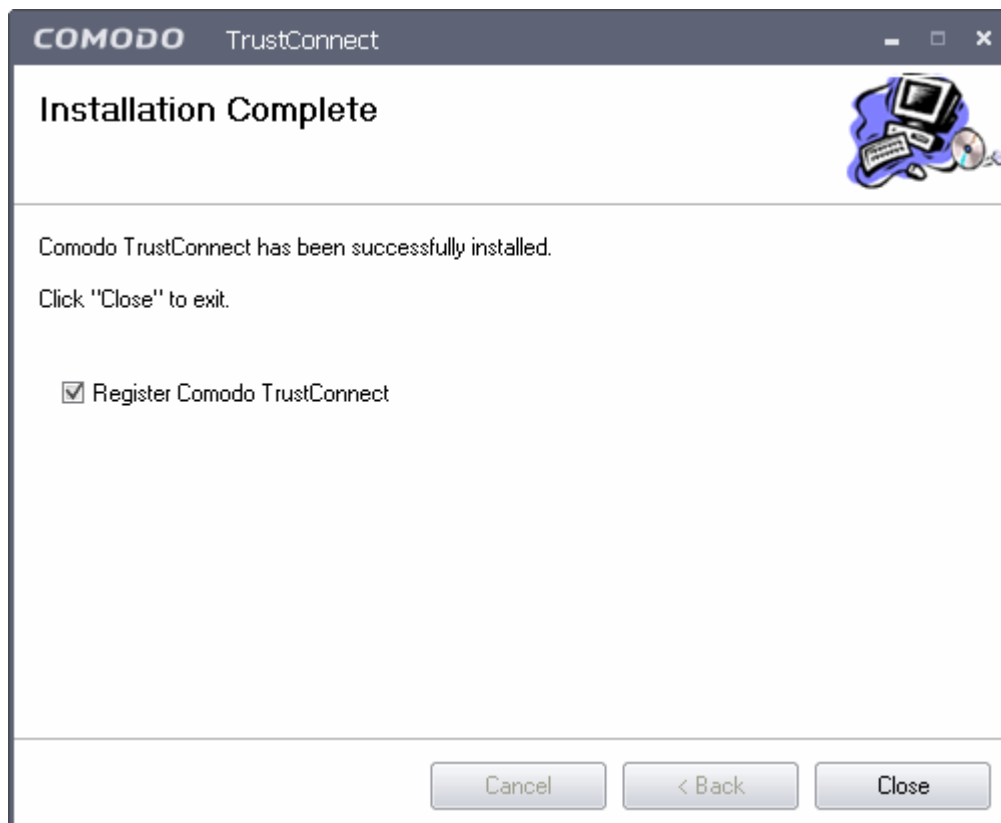 COMODO TrustConnect
Installation Complete
Comodo TrustConnect has been successfully installed.
Click "Close" to exit.
Register Comodo TrustConnect
Cancel
< Back
Close